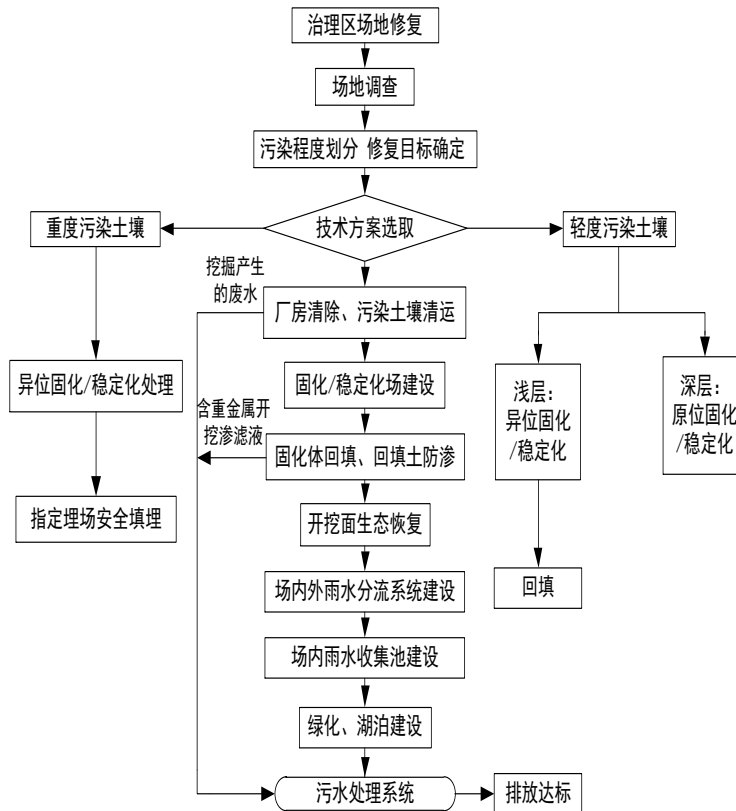 治理区场地修复
场地调查
污染程度划分 修复目标确定
重度污染土壤
技术方案选取
轻度污染土壤
挖掘产生
的废水
厂房清除、污染土壤清运
异位固化/稳定化处理
固化/稳定化场建设
浅层：
异位固化
/稳定化
深层：
原位固化
/稳定化
含重金属开
挖渗滤液
固化体回填、回填土防渗
指定埋场安全填埋
开挖面生态恢复
场内外雨水分流系统建设
回填
场内雨水收集池建设
绿化、湖泊建设
污水处理系统
排放达标